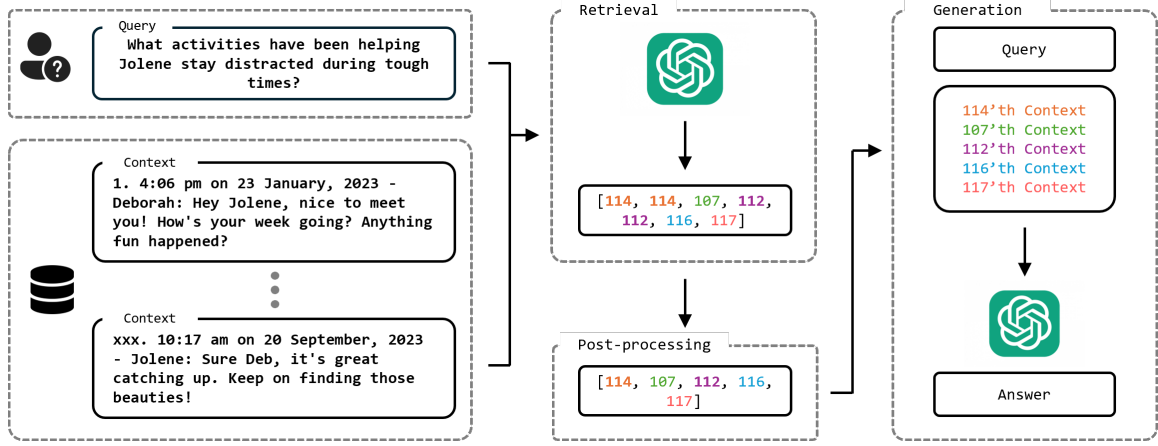 Query
What activities have been helping
Jolene stay distracted during tough
times?
Context
1. 4:06 pm on 23 January, 2023 -
Deborah: Hey Jolene, nice to meet
you! How's your week going? Anything
fun happened?
Context
xxx. 10:17 am on 20 September, 2023
- Jolene: Sure Deb, it's great
catching up. Keep on finding those
beauties!
Retrieval
[114, 114, 107, 112,
112, 116, 117]
Post-processing
[114, 107, 112, 116,
117]
Generation
Query
114’th Context
107’th Context
112’th Context
116’th Context
117’th Context
Answer